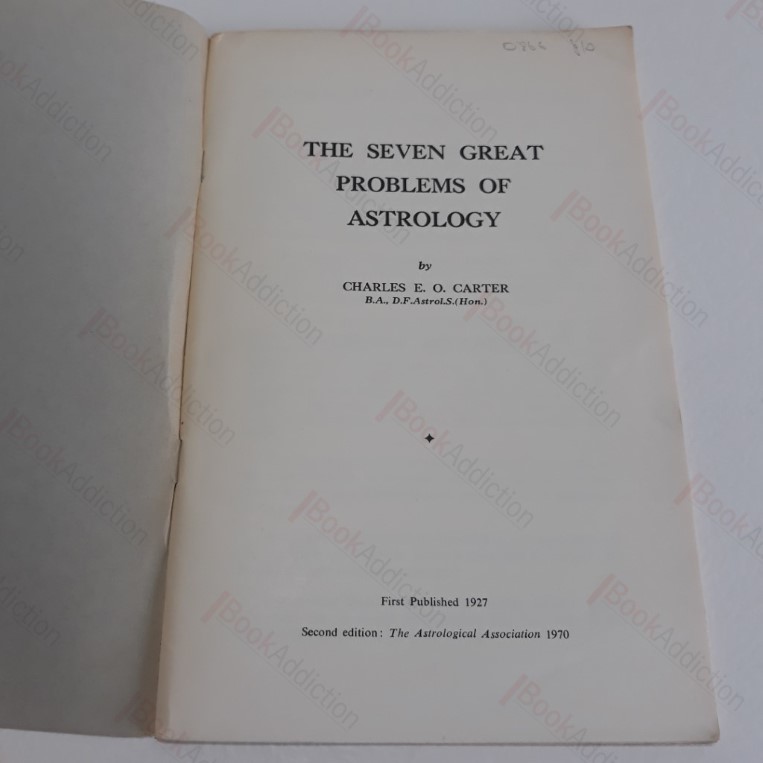 THE SEVEN GREAT
PROBLEMS OF
ASTROLOGY
by
CHARLES E. O. CARTER
B.A., D.F.Astrol.S.(Hon.)
✦
First Published 1927
Second edition: The Astrological Association 1970
BookAddiction